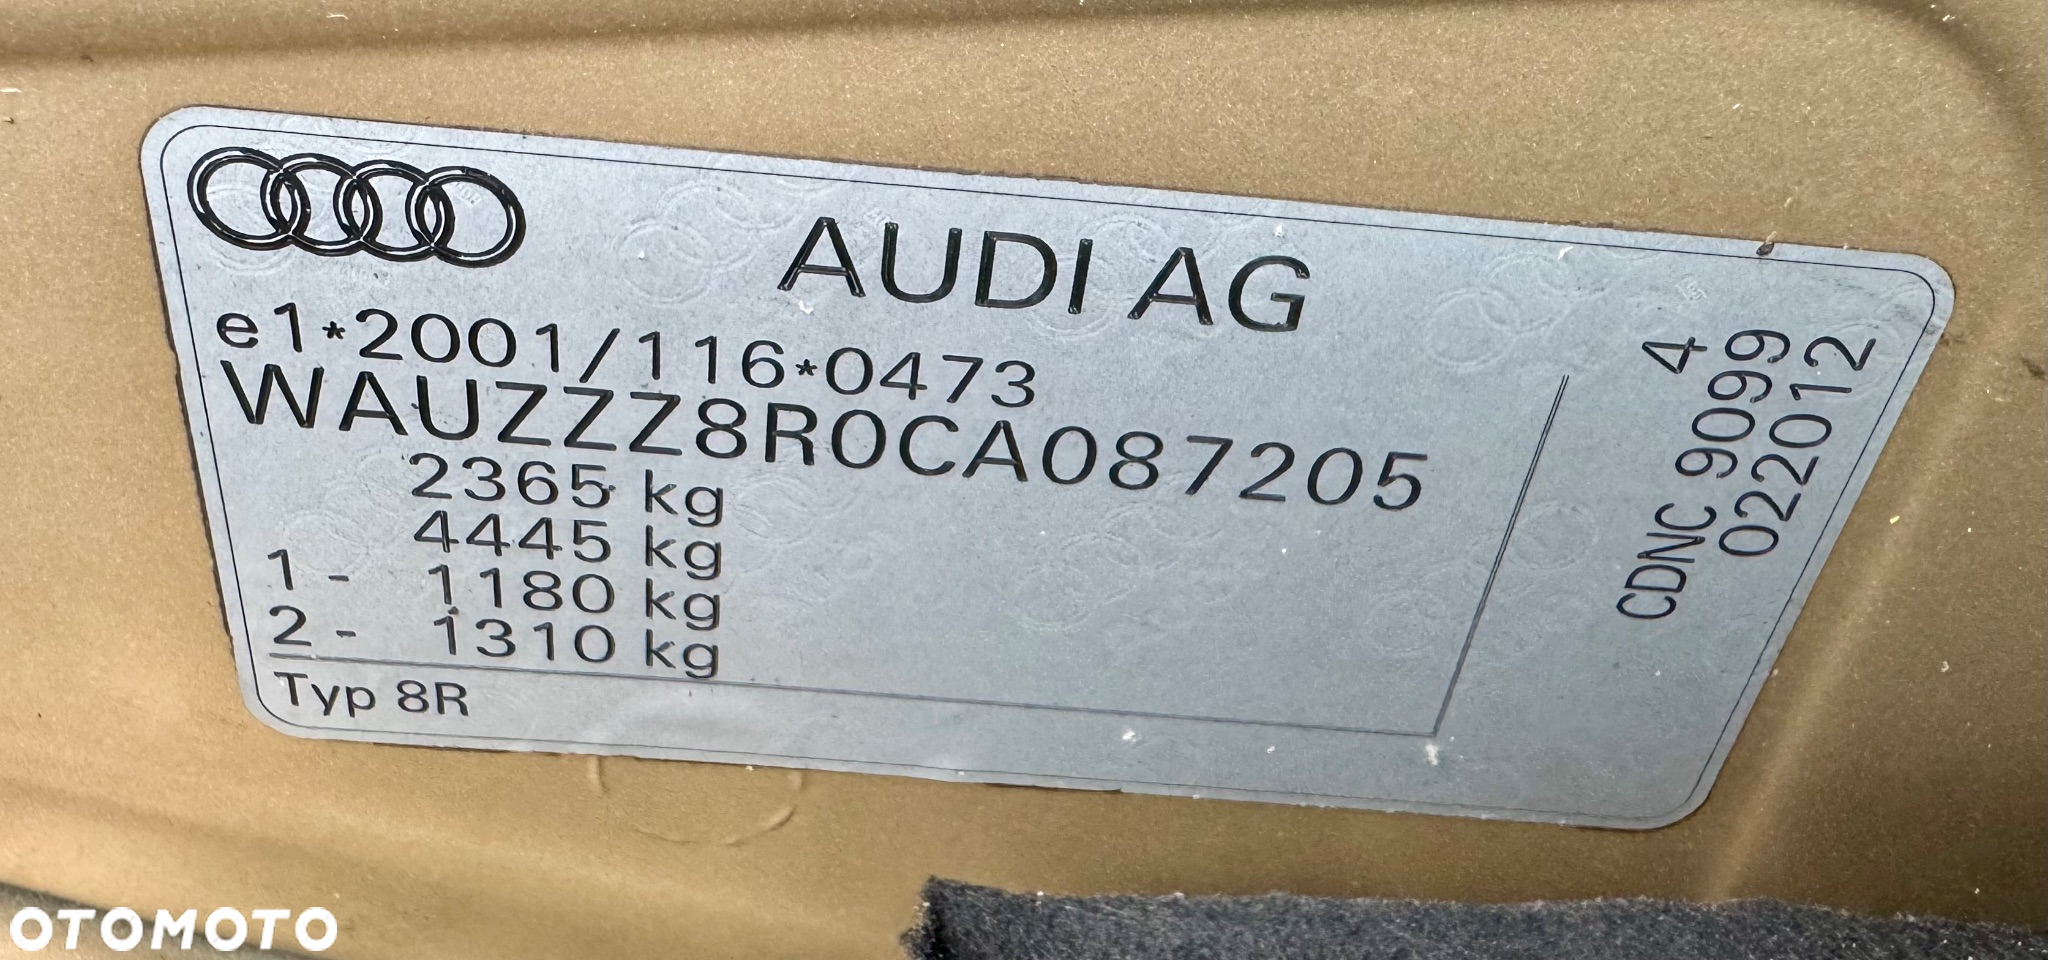 AUDI AG
e1*2001/116*0473
WAUZZZ8R0CA087205
2365 kg
4445 kg
1 - 1180 kg
2 - 1310 kg
Typ 8R
4
CDNC 9099
022012
OTOMOTO